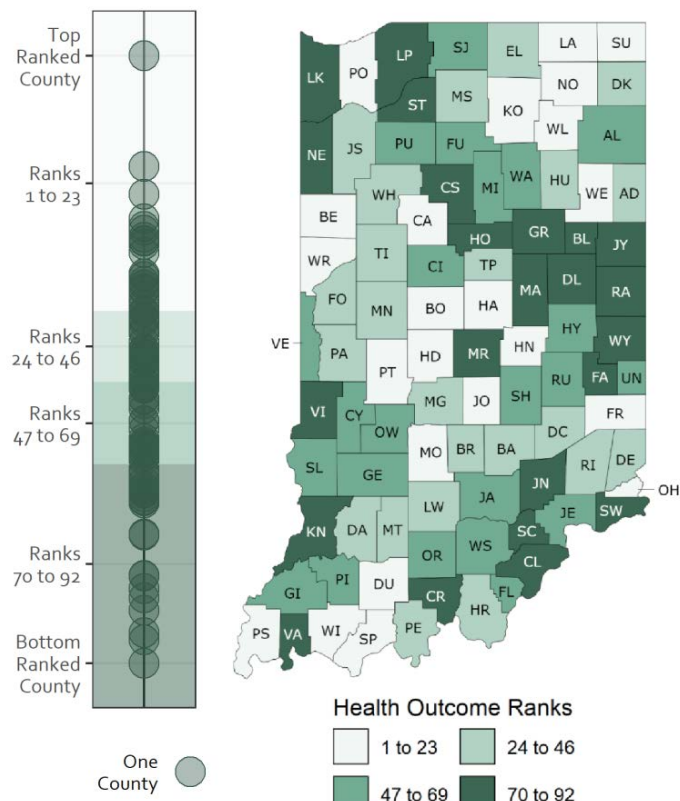 Top
Ranked
County
Ranks
1 to 23
Ranks
24 to 46
Ranks
47 to 69
Ranks
70 to 92
Bottom
Ranked
County
One
County
LK PO LP SJ EL LA SU
ST MS KO NO DK
NE JS PU FU WL AL
WH CS MI WA HU WE AD
BE CA HO GR BL JY
WR TI CI TP
FO MN BO HA MA DL RA
VE PA PT HD MR HN HY WY
VI CY OW MG JO SH RU FA UN
FR
SL GE MO BR BA DC RI DE
OH
KN DA MT LW JA JN JE SW
SC
GI PI DU OR WS CL
PS VA WI SP PE CR HR FL
Health Outcome Ranks
1 to 23 24 to 46
47 to 69 70 to 92